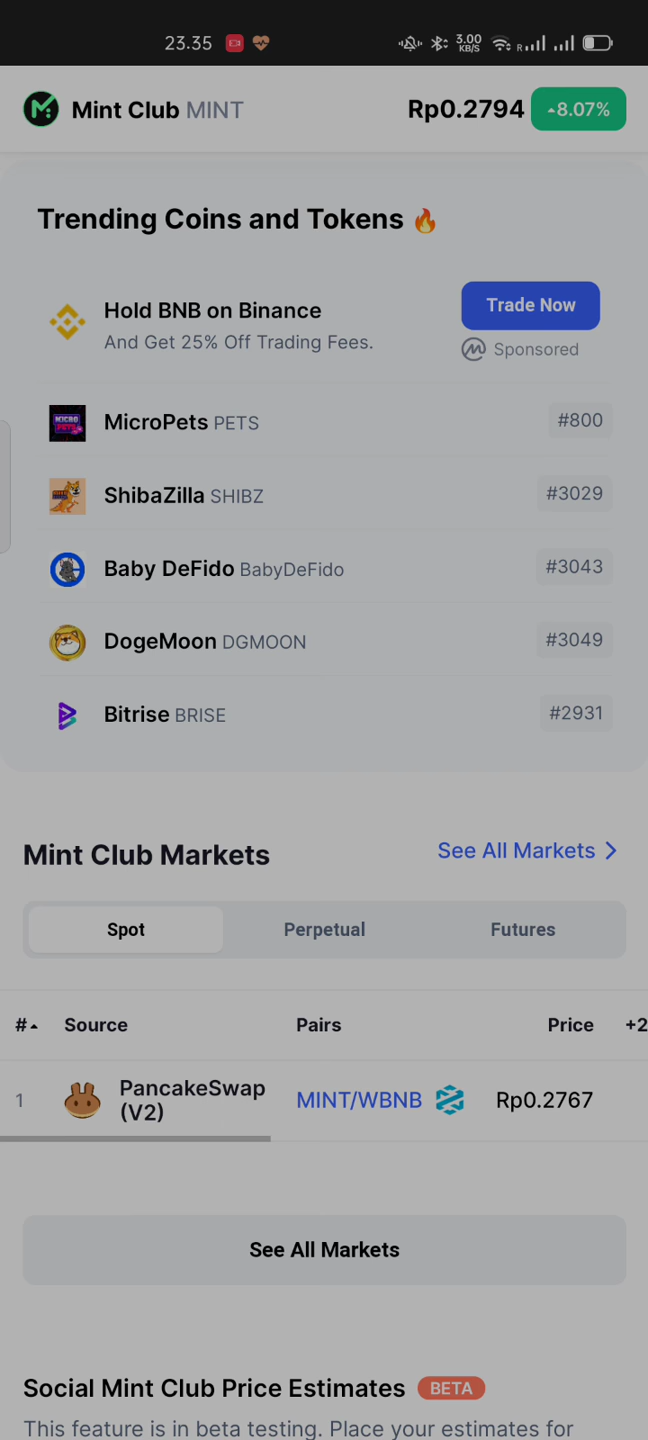 23.35 3.00 KB/S R
Mint Club MINT Rp0.2794 8.07%
Trending Coins and Tokens 🔥
Hold BNB on Binance
And Get 25% Off Trading Fees.
Trade Now
Sponsored
MicroPets PETS #800
ShibaZilla SHIBZ #3029
Baby DeFido BabyDeFido #3043
DogeMoon DGMOON #3049
Bitrise BRISE #2931
Mint Club Markets See All Markets
Spot Perpetual Futures
# Source Pairs Price +2
1 PancakeSwap (V2) MINT/WBNB Rp0.2767
See All Markets
Social Mint Club Price Estimates BETA
This feature is in beta testing. Place your estimates for